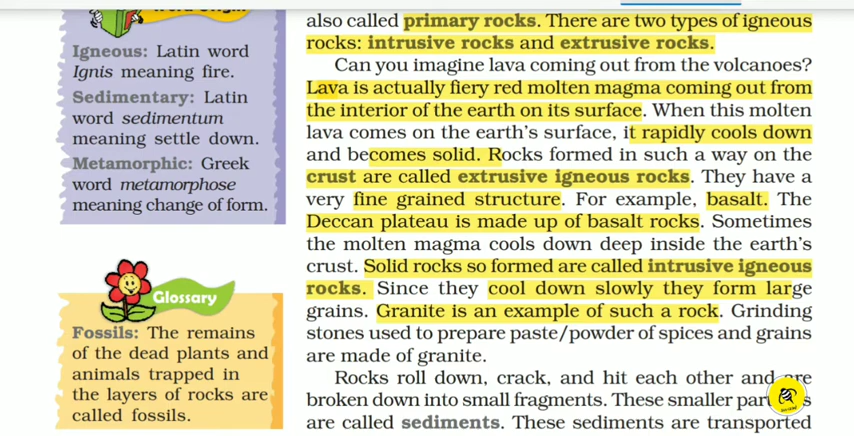 Word Origin
Igneous: Latin word
Ignis meaning fire.
Sedimentary: Latin
word sedimentum
meaning settle down.
Metamorphic: Greek
word metamorphose
meaning change of form.
Glossary
Fossils: The remains
of the dead plants and
animals trapped in
the layers of rocks are
called fossils.
also called primary rocks. There are two types of igneous
rocks: intrusive rocks and extrusive rocks.
Can you imagine lava coming out from the volcanoes?
Lava is actually fiery red molten magma coming out from
the interior of the earth on its surface. When this molten
lava comes on the earth's surface, it rapidly cools down
and becomes solid. Rocks formed in such a way on the
crust are called extrusive igneous rocks. They have a
very fine grained structure. For example, basalt. The
Deccan plateau is made up of basalt rocks. Sometimes
the molten magma cools down deep inside the earth's
crust. Solid rocks so formed are called intrusive igneous
rocks. Since they cool down slowly they form large
grains. Granite is an example of such a rock. Grinding
stones used to prepare paste/powder of spices and grains
are made of granite.
Rocks roll down, crack, and hit each other and are
broken down into small fragments. These smaller
are called sediments. These sediments are transported